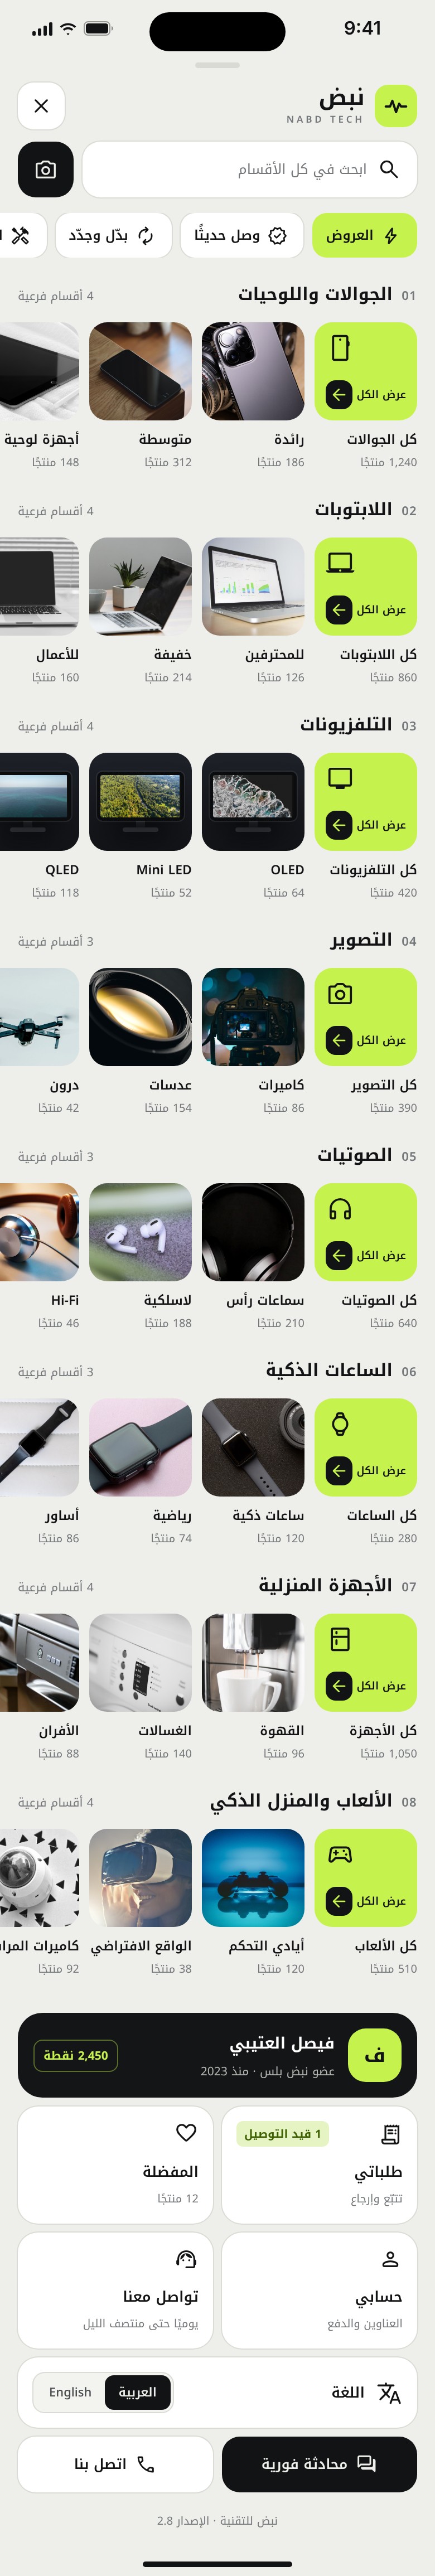 9:41
نبض
NABD TECH
ابحث في كل الأقسام
العروض
وصل حديثًا
بدّل وجدّد
01 الجوالات واللوحيات
4 أقسام فرعية
عرض الكل
كل الجوالات
1,240 منتجًا
رائدة
186 منتجًا
متوسطة
312 منتجًا
أجهزة لوحية
148 منتجًا
02 اللابتوبات
4 أقسام فرعية
عرض الكل
كل اللابتوبات
860 منتجًا
للمحترفين
126 منتجًا
خفيفة
214 منتجًا
للأعمال
160 منتجًا
03 التلفزيونات
4 أقسام فرعية
عرض الكل
كل التلفزيونات
420 منتجًا
OLED
64 منتجًا
Mini LED
52 منتجًا
QLED
118 منتجًا
04 التصوير
3 أقسام فرعية
عرض الكل
كل التصوير
390 منتجًا
كاميرات
86 منتجًا
عدسات
154 منتجًا
درون
42 منتجًا
05 الصوتيات
3 أقسام فرعية
عرض الكل
كل الصوتيات
640 منتجًا
سماعات رأس
210 منتجًا
لاسلكية
188 منتجًا
Hi-Fi
46 منتجًا
06 الساعات الذكية
3 أقسام فرعية
عرض الكل
كل الساعات
280 منتجًا
ساعات ذكية
120 منتجًا
رياضية
74 منتجًا
أساور
86 منتجًا
07 الأجهزة المنزلية
4 أقسام فرعية
عرض الكل
كل الأجهزة
1,050 منتجًا
القهوة
96 منتجًا
الغسالات
140 منتجًا
الأفران
88 منتجًا
08 الألعاب والمنزل الذكي
4 أقسام فرعية
عرض الكل
كل الألعاب
510 منتجًا
أيادي التحكم
120 منتجًا
الواقع الافتراضي
38 منتجًا
كاميرات
92 منتجًا
ف
فيصل العتيبي
عضو نبض بلس · منذ 2023
2,450 نقطة
1 قيد التوصيل
طلباتي
تتبّع وإرجاع
المفضلة
12 منتجًا
حسابي
العناوين والدفع
تواصل معنا
يوميًا حتى منتصف الليل
اللغة
العربية
English
محادثة فورية
اتصل بنا
نبض للتقنية · الإصدار 2.8